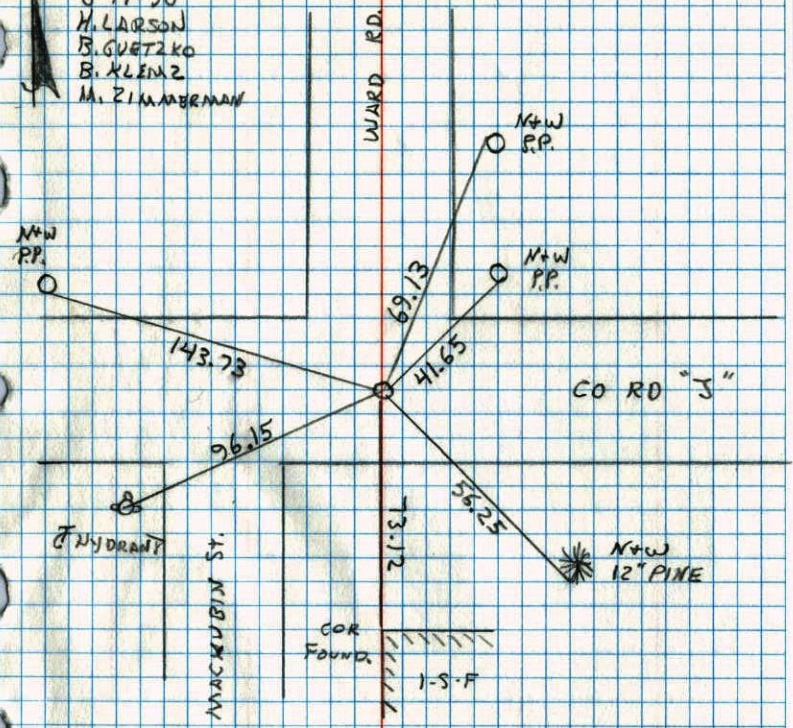 H. LARSON
B. GUETZKO
B. KLEMZ
M. ZIMMERMAN
WARD RD.
N+W
P.P.
N+W
P.P.
N+W
P.P.
69.13
41.65
143.73
CO RD "J"
96.15
56.25
73.12
HYDRANT
N+W
12" PINE
MACKUBIN St.
COR
FOUND.
1-S-F